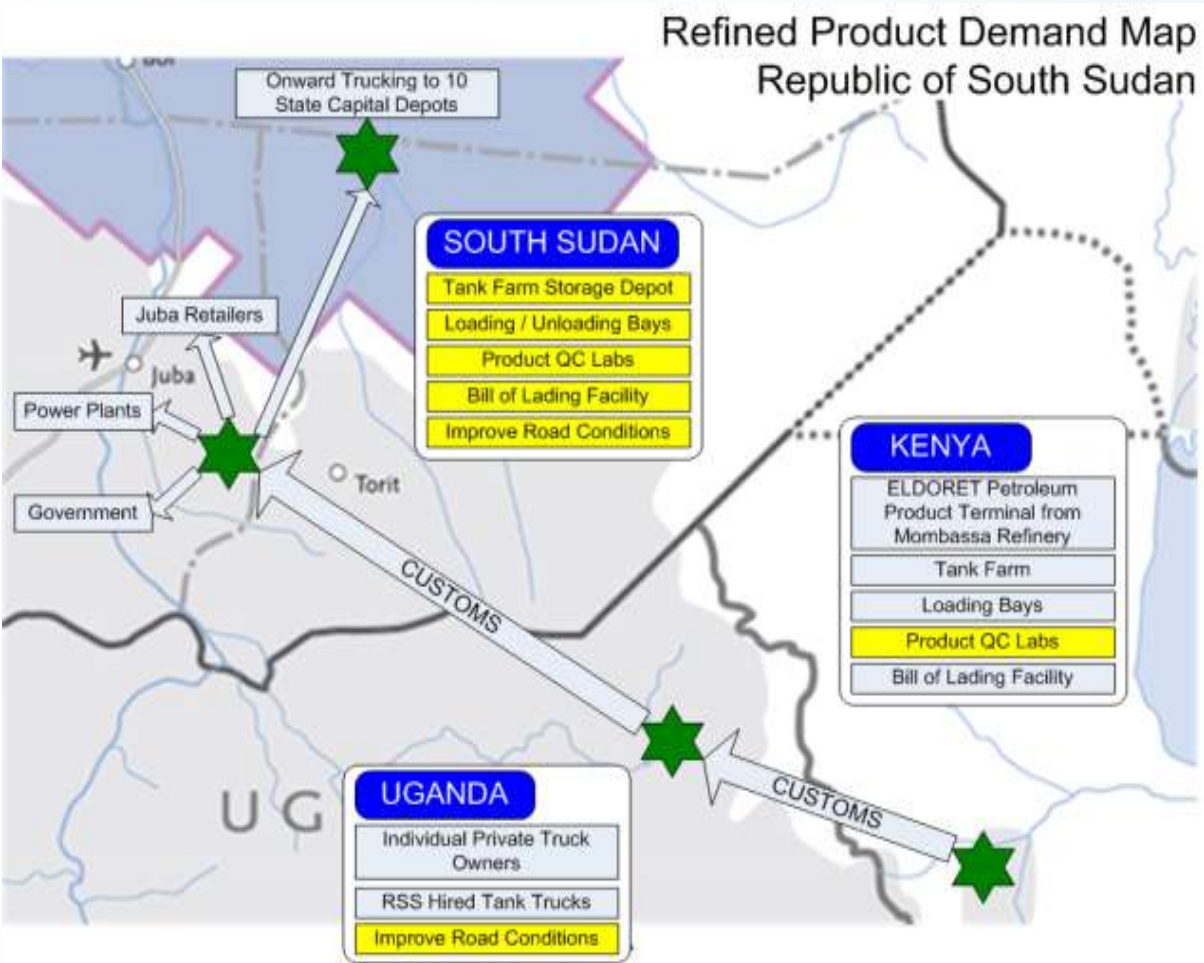 Refined Product Demand Map
Republic of South Sudan
Onward Trucking to 10
State Capital Depots
SOUTH SUDAN
Tank Farm Storage Depot
Loading / Unloading Bays
Product QC Labs
Bill of Lading Facility
Improve Road Conditions
Juba Retailers
Juba
Power Plants
Government
Torit
KENYA
ELDORET Petroleum
Product Terminal from
Mombassa Refinery
Tank Farm
Loading Bays
Product QC Labs
Bill of Lading Facility
CUSTOMS
CUSTOMS
U G
UGANDA
Individual Private Truck
Owners
RSS Hired Tank Trucks
Improve Road Conditions